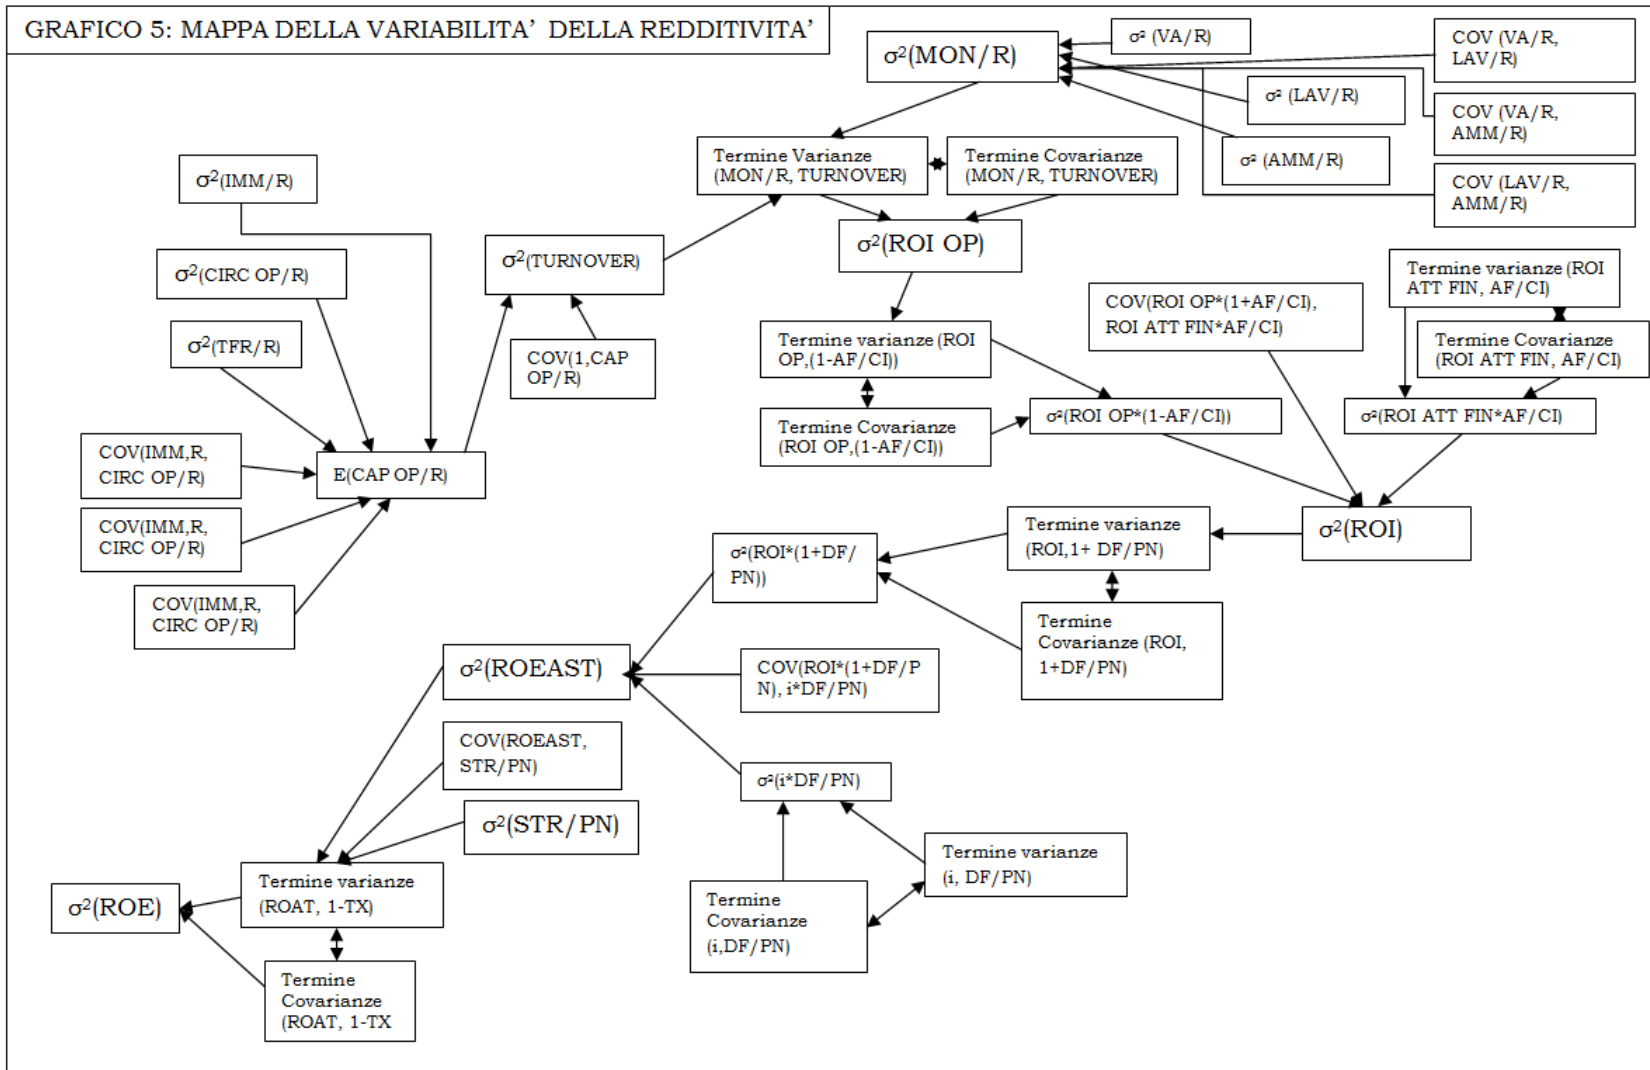 GRAFICO 5: MAPPA DELLA VARIABILITA’ DELLA REDDITIVITA’
σ²(MON/R)
σ² (VA/R)
COV (VA/R,
LAV/R)
σ² (LAV/R)
COV (VA/R,
AMM/R)
σ² (AMM/R)
COV (LAV/R,
AMM/R)
Termine Varianze
(MON/R, TURNOVER)
Termine Covarianze
(MON/R, TURNOVER)
σ²(IMM/R)
σ²(CIRC OP/R)
σ²(TFR/R)
σ²(TURNOVER)
σ²(ROI OP)
COV(1,CAP
OP/R)
COV(ROI OP*(1+AF/CI),
ROI ATT FIN*AF/CI)
Termine varianze (ROI
ATT FIN, AF/CI)
Termine Covarianze
(ROI ATT FIN, AF/CI)
Termine varianze (ROI
OP,(1-AF/CI))
Termine Covarianze
(ROI OP,(1-AF/CI))
σ²(ROI OP*(1-AF/CI))
σ²(ROI ATT FIN*AF/CI)
COV(IMM,R,
CIRC OP/R)
E(CAP OP/R)
COV(IMM,R,
CIRC OP/R)
COV(IMM,R,
CIRC OP/R)
σ²(ROI)
Termine varianze
(ROI,1+ DF/PN)
σ²(ROI*(1+DF/
PN))
Termine
Covarianze (ROI,
1+DF/PN)
σ²(ROEAST)
COV(ROI*(1+DF/P
N), i*DF/PN)
COV(ROEAST,
STR/PN)
σ²(STR/PN)
σ²(i*DF/PN)
Termine varianze
(i, DF/PN)
Termine
Covarianze
(i,DF/PN)
σ²(ROE)
Termine varianze
(ROAT, 1-TX)
Termine
Covarianze
(ROAT, 1-TX